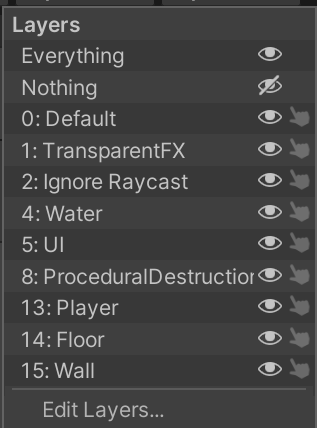 Layers
Everything
Nothing
0: Default
1: TransparentFX
2: Ignore Raycast
4: Water
5: UI
8: ProceduralDestruction
13: Player
14: Floor
15: Wall
Edit Layers...